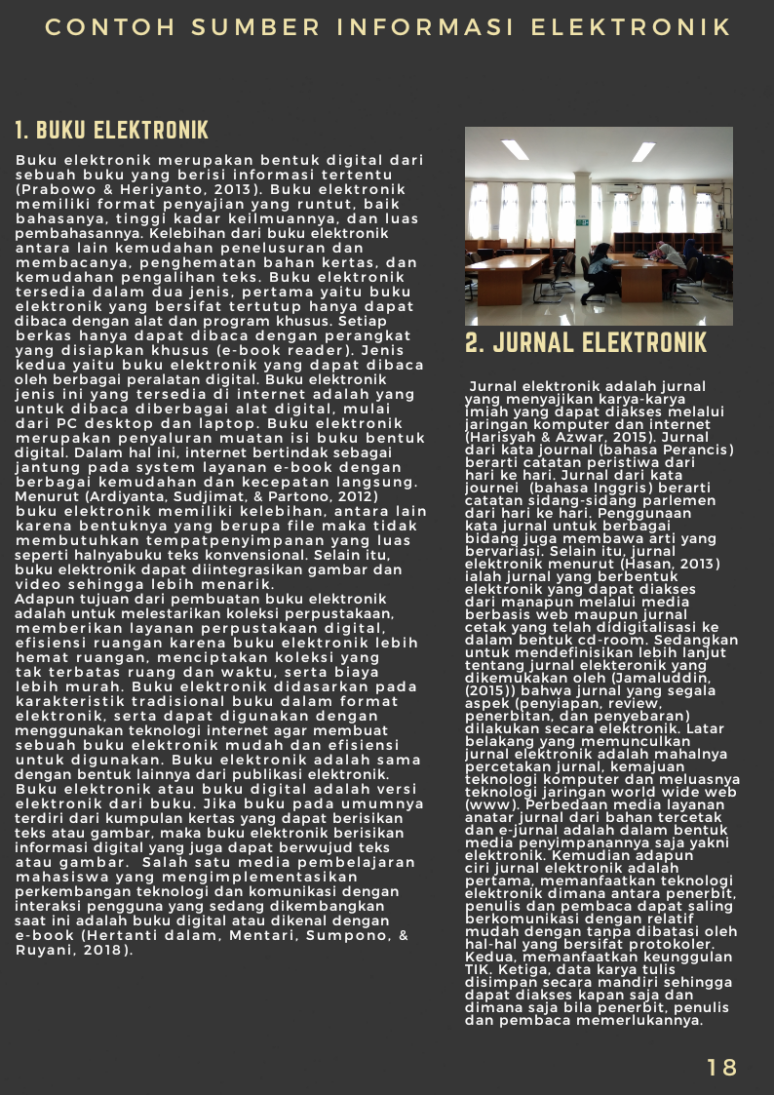 CONTOH SUMBER INFORMASI ELEKTRONIK
1. BUKU ELEKTRONIK
Buku elektronik merupakan bentuk digital dari
sebuah buku yang berisi informasi tertentu
(Prabowo & Heriyanto, 2013). Buku elektronik
memiliki format penyajian yang runtut, baik
bahasanya, tinggi kadar keilmuannya, dan luas
pembahasannya. Kelebihan dari buku elektronik
antara lain kemudahan penelusuran dan
membacanya, penghematan bahan kertas, dan
kemudahan pengalihan teks. Buku elektronik
tersedia dalam dua jenis, pertama yaitu buku
elektronik yang bersifat tertutup hanya dapat
dibaca dengan alat dan program khusus. Setiap
berkas hanya dapat dibaca dengan perangkat
yang disiapkan khusus (e-book reader). Jenis
kedua yaitu buku elektronik yang dapat dibaca
oleh berbagai peralatan digital. Buku elektronik
jenis ini yang tersedia di internet adalah yang
untuk dibaca diberbagai alat digital, mulai
dari PC desktop dan laptop. Buku elektronik
merupakan penyaluran muatan isi buku bentuk
digital. Dalam hal ini, internet bertindak sebagai
jantung pada system layanan e-book dengan
berbagai kemudahan dan kecepatan langsung.
Menurut (Ardiyanta, Sudjimat, & Partono, 2012)
buku elektronik memiliki kelebihan, antara lain
karena bentuknya yang berupa file maka tidak
membutuhkan tempatpenyimpanan yang luas
seperti halnyabuku teks konvensional. Selain itu,
buku elektronik dapat diintegrasikan gambar dan
video sehingga lebih menarik.
Adapun tujuan dari pembuatan buku elektronik
adalah untuk melestarikan koleksi perpustakaan,
memberikan layanan perpustakaan digital,
efisiensi ruangan karena buku elektronik lebih
hemat ruangan, menciptakan koleksi yang
tak terbatas ruang dan waktu, serta biaya
lebih murah. Buku elektronik didasarkan pada
karakteristik tradisional buku dalam format
elektronik, serta dapat digunakan dengan
menggunakan teknologi internet agar membuat
sebuah buku elektronik mudah dan efisiensi
untuk digunakan. Buku elektronik adalah sama
dengan bentuk lainnya dari publikasi elektronik.
Buku elektronik atau buku digital adalah versi
elektronik dari buku. Jika buku pada umumnya
terdiri dari kumpulan kertas yang dapat berisikan
teks atau gambar, maka buku elektronik berisikan
informasi digital yang juga dapat berwujud teks
atau gambar. Salah satu media pembelajaran
mahasiswa yang mengimplementasikan
perkembangan teknologi dan komunikasi dengan
interaksi pengguna yang sedang dikembangkan
saat ini adalah buku digital atau dikenal dengan
e-book (Hertanti dalam, Mentari, Sumpono, &
Ruyani, 2018).
2. JURNAL ELEKTRONIK
Jurnal elektronik adalah jurnal
yang menyajikan karya-karya
imiah yang dapat diakses melalui
jaringan komputer dan internet
(Harisyah & Azwar, 2015). Jurnal
dari kata journal (bahasa Perancis)
berarti catatan peristiwa dari
hari ke hari. Jurnal dari kata
journei (bahasa Inggris) berarti
catatan sidang-sidang parlemen
dari hari ke hari. Penggunaan
kata jurnal untuk berbagai
bidang juga membawa arti yang
bervariasi. Selain itu, jurnal
elektronik menurut (Hasan, 2013)
ialah jurnal yang berbentuk
elektronik yang dapat diakses
dari manapun melalui media
berbasis web maupun jurnal
cetak yang telah didigitalisasi ke
dalam bentuk cd-room. Sedangkan
untuk mendefinisikan lebih lanjut
tentang jurnal elekteronik yang
dikemukakan oleh (Jamaluddin,
(2015)) bahwa jurnal yang segala
aspek (penyiapan, review,
penerbitan, dan penyebaran)
dilakukan secara elektronik. Latar
belakang yang memunculkan
jurnal elektronik adalah mahalnya
percetakan jurnal, kemajuan
teknologi komputer dan meluasnya
teknologi jaringan world wide web
(www). Perbedaan media layanan
anatar jurnal dari bahan tercetak
dan e-jurnal adalah dalam bentuk
media penyimpanannya saja yakni
elektronik. Kemudian adapun
ciri jurnal elektronik adalah
pertama, memanfaatkan teknologi
elektronik dimana antara penerbit,
penulis dan pembaca dapat saling
berkomunikasi dengan relatif
mudah dengan tanpa dibatasi oleh
hal-hal yang bersifat protokoler.
Kedua, memanfaatkan keunggulan
TIK. Ketiga, data karya tulis
disimpan secara mandiri sehingga
dapat diakses kapan saja dan
dimana saja bila penerbit, penulis
dan pembaca memerlukannya.
18